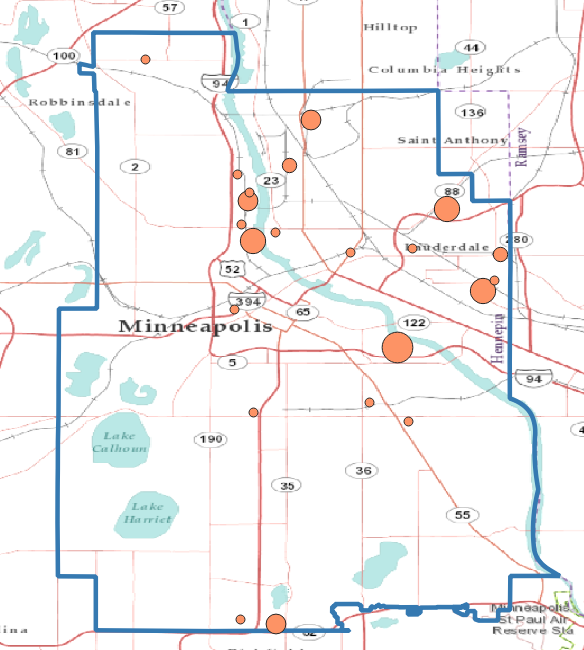 57
1
Hilltop
44
100
94
Columbia Heights
Robbinsdale
136
Saint Anthony
Ramsey
81
2
23
88
Lauderdale
280
52
394
65
Minneapolis
122
Hennepin
5
94
Lake
Calhoun
190
36
35
Lake
Harriet
55
Minneapolis
St Paul Air
Reserve Sta
62